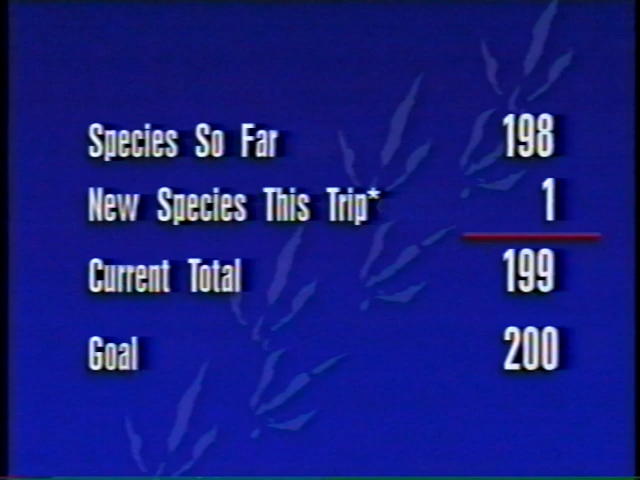 Species So Far 198
New Species This Trip* 1
Current Total 199
Goal 200